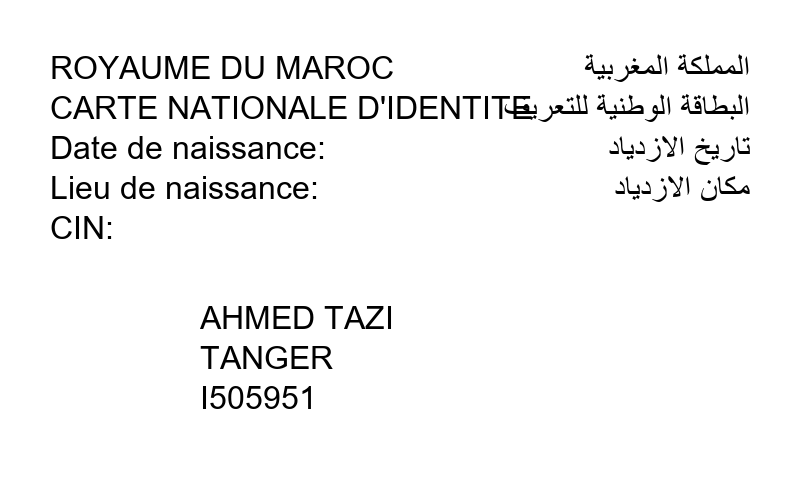 ROYAUME DU MAROC المملكة المغربية
CARTE NATIONALE D'IDENTITE البطاقة الوطنية للتعريف
Date de naissance: تاريخ الازدياد
Lieu de naissance: مكان الازدياد
CIN:
AHMED TAZI
TANGER
I505951